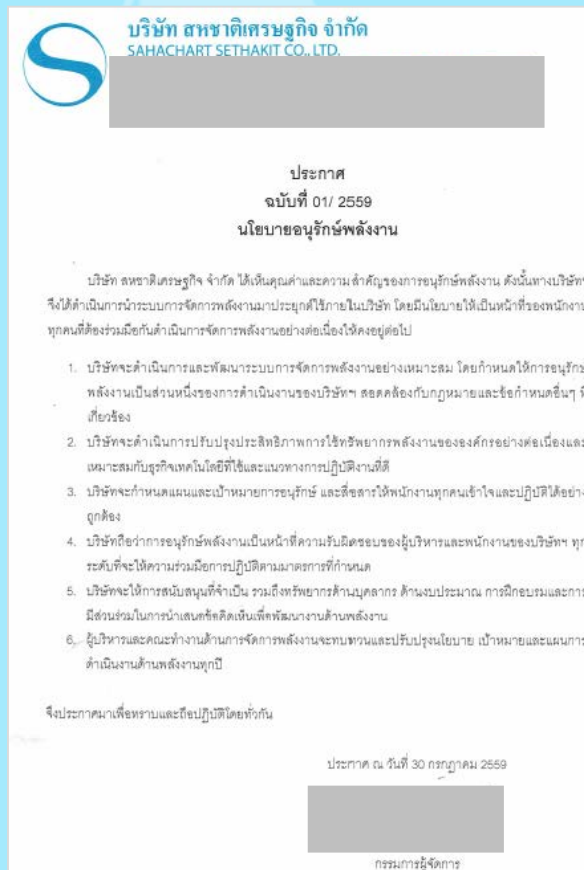 บริษัท สหชาติเศรษฐกิจ จำกัด
SAHACHART SETHAKIT CO., LTD.
ประกาศ
ฉบับที่ 01/ 2559
นโยบายอนุรักษ์พลังงาน
บริษัท สหชาติเศรษฐกิจ จำกัด ได้เห็นคุณค่าและความสำคัญของการอนุรักษ์พลังงาน ดังนั้นทางบริษัทฯ
จึงได้ดำเนินการนำระบบการจัดการพลังงานมาประยุกต์ใช้ภายในบริษัท โดยมีนโยบายให้เป็นหน้าที่ของพนักงาน
ทุกคนที่ต้องร่วมมือกันดำเนินการจัดการพลังงานอย่างต่อเนื่องให้คงอยู่ต่อไป
1. บริษัทจะดำเนินการและพัฒนาระบบการจัดการพลังงานอย่างเหมาะสม โดยกำหนดให้การอนุรักษ์
พลังงานเป็นส่วนหนึ่งของการดำเนินงานของบริษัทฯ สอดคล้องกับกฎหมายและข้อกำหนดอื่นๆ ที่
เกี่ยวข้อง
2. บริษัทจะดำเนินการปรับปรุงประสิทธิภาพการใช้ทรัพยากรพลังงานขององค์กรอย่างต่อเนื่องและ
เหมาะสมกับธุรกิจเทคโนโลยีที่ใช้และแนวทางการปฏิบัติงานที่ดี
3. บริษัทจะกำหนดแผนและเป้าหมายการอนุรักษ์ และสื่อสารให้พนักงานทุกคนเข้าใจและปฏิบัติได้อย่าง
ถูกต้อง
4. บริษัทถือว่าการอนุรักษ์พลังงานเป็นหน้าที่ความรับผิดชอบของผู้บริหารและพนักงานของบริษัทฯ ทุก
ระดับที่จะให้ความร่วมมือการปฏิบัติตามมาตรการที่กำหนด
5. บริษัทจะให้การสนับสนุนที่จำเป็น รวมถึงทรัพยากรด้านบุคลากร ด้านงบประมาณ การฝึกอบรมและการ
มีส่วนร่วมในการนำเสนอข้อคิดเห็นเพื่อพัฒนางานด้านพลังงาน
6. ผู้บริหารและคณะทำงานด้านการจัดการพลังงานจะทบทวนและปรับปรุงนโยบาย เป้าหมายและแผนการ
ดำเนินงานด้านพลังงานทุกปี
จึงประกาศมาเพื่อทราบและถือปฏิบัติโดยทั่วกัน
ประกาศ ณ วันที่ 30 กรกฎาคม 2559
กรรมการผู้จัดการ